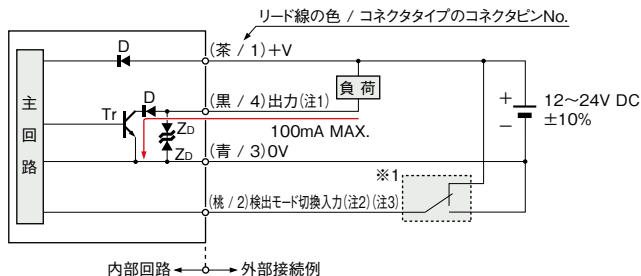 リード線の色 / コネクタタイプのコネクタピンNo.
D
(茶 / 1)+V
D
(黒 / 4)出力(注1)
負荷
主回路
Tr
ZD
100mA MAX.
ZD
(青 / 3)0V
+
−
12〜24V DC
±10%
※1
(桃 / 2)検出モード切換入力(注2)(注3)
内部回路
外部接続例